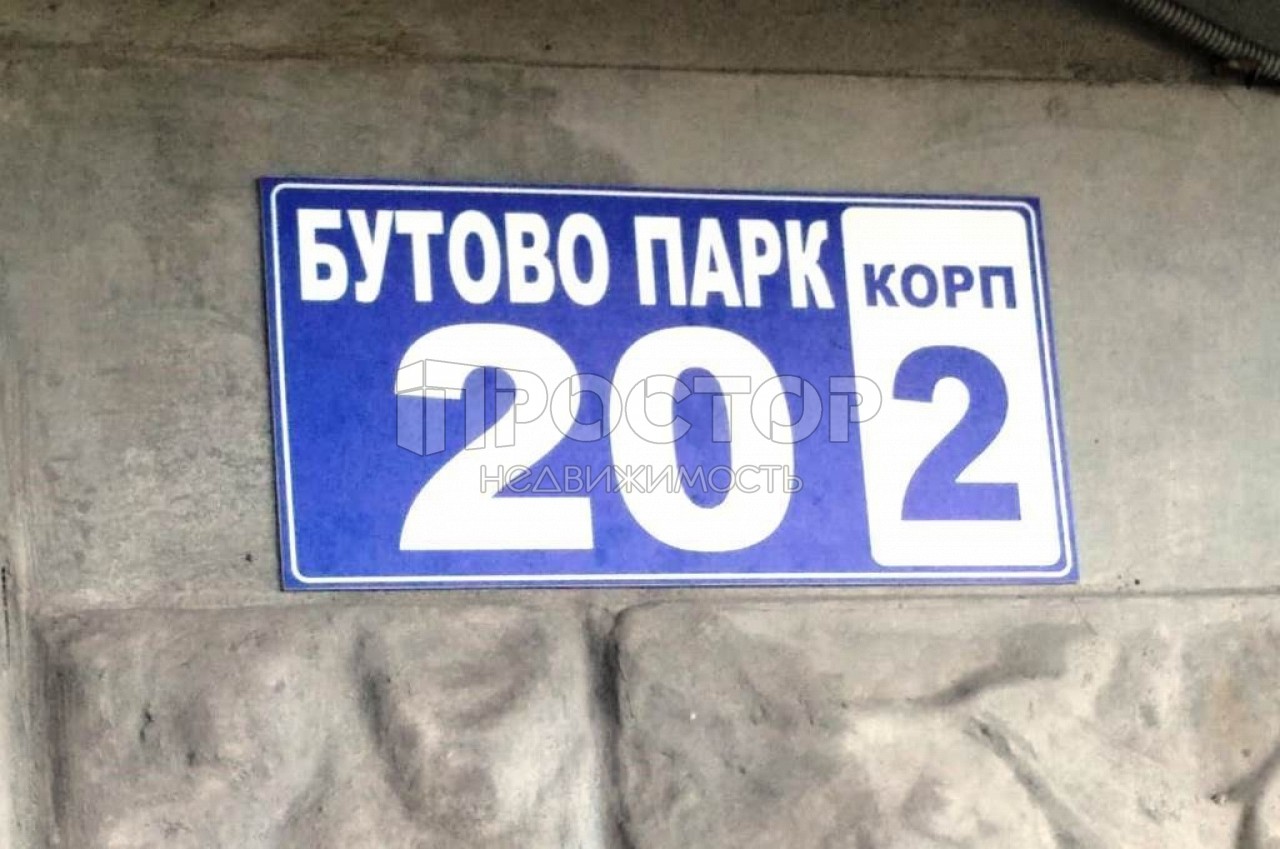 БУТОВО ПАРК
20
КОРП
2
ПРОСТОР
НЕДВИЖИМОСТЬ